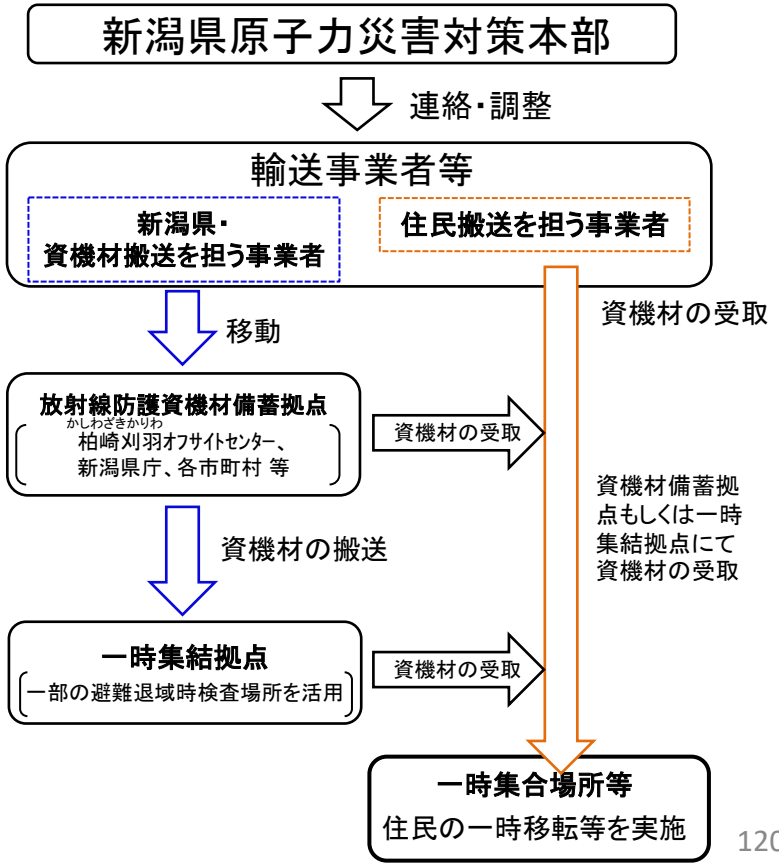 新潟県原子力災害対策本部
連絡・調整
輸送事業者等
新潟県・
資機材搬送を担う事業者
住民搬送を担う事業者
移動
資機材の受取
放射線防護資機材備蓄拠点
かしわざきかりわ
柏崎刈羽オフサイトセンター、
新潟県庁、各市町村 等
資機材の受取
資機材備蓄拠
点もしくは一時
集結拠点にて
資機材の受取
資機材の搬送
一時集結拠点
一部の避難退域時検査場所を活用
資機材の受取
一時集合場所等
住民の一時移転等を実施
120